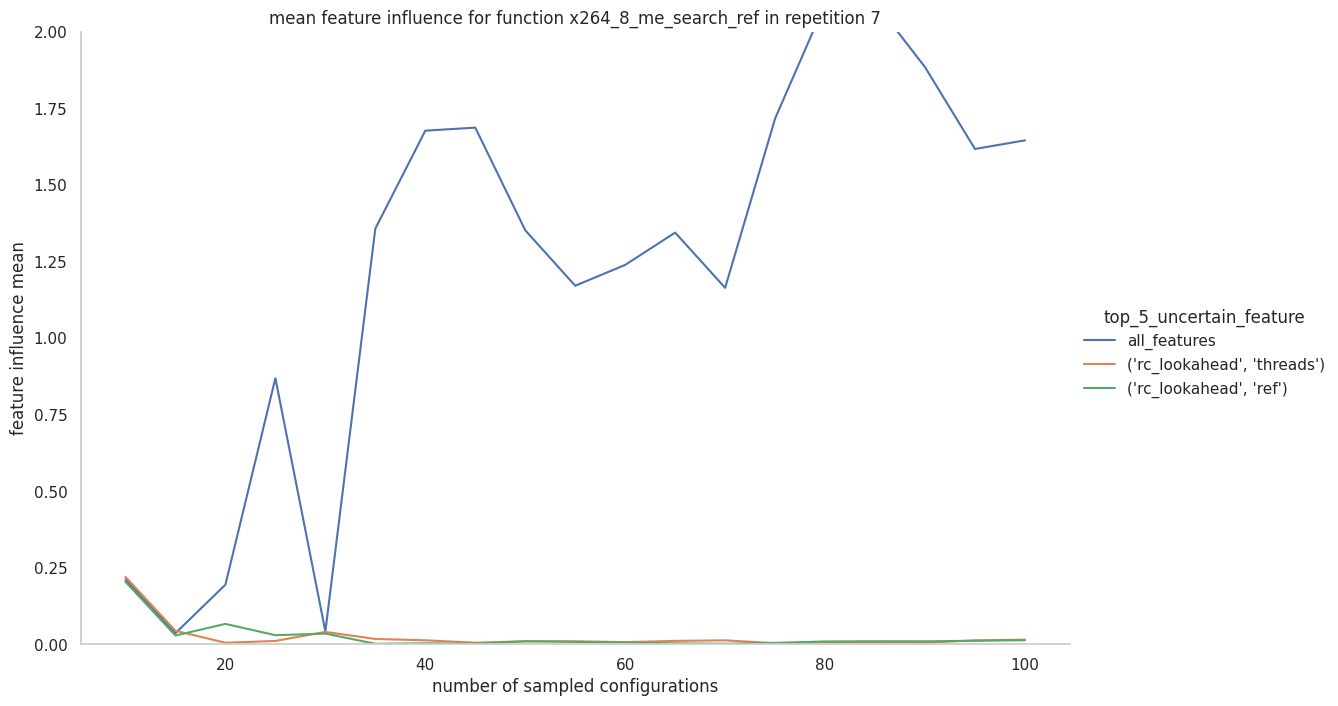 mean feature influence for function x264_8_me_search_ref in repetition 7
2.00
1.75
1.50
1.25
1.00
0.75
0.50
0.25
0.00
feature influence mean
20
40
60
80
100
number of sampled configurations
top_5_uncertain_feature
all_features
('rc_lookahead', 'threads')
('rc_lookahead', 'ref')